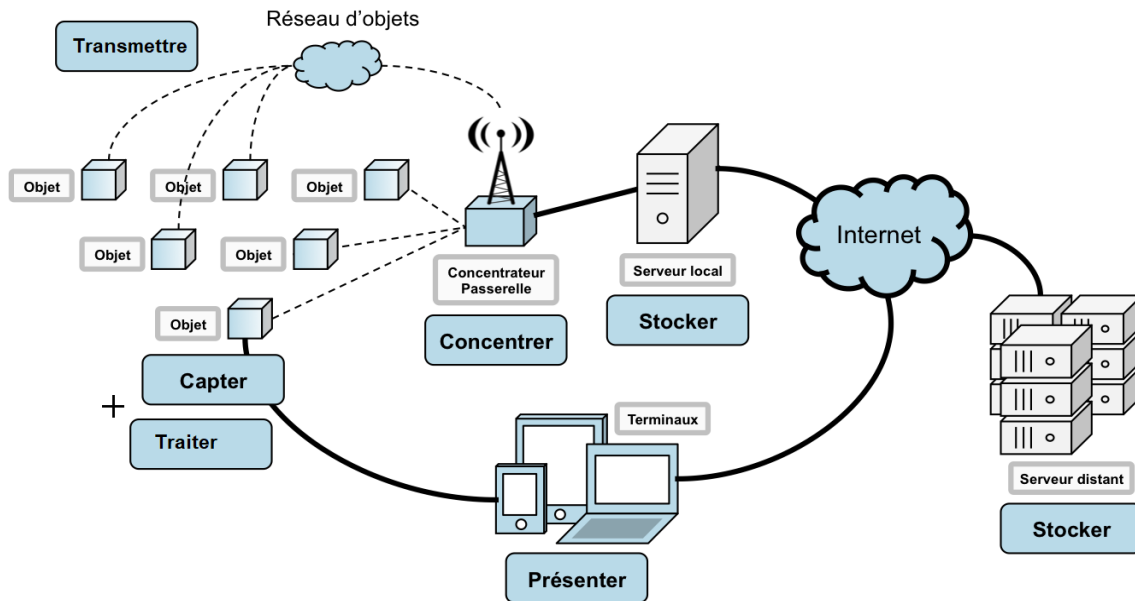 Réseau d'objets
Transmettre
Objet
Objet
Objet
Objet
Objet
Internet
Concentrateur
Passerelle
Serveur local
Objet
Stocker
Concentrer
Capter
+
Traiter
Terminaux
Serveur distant
Stocker
Présenter